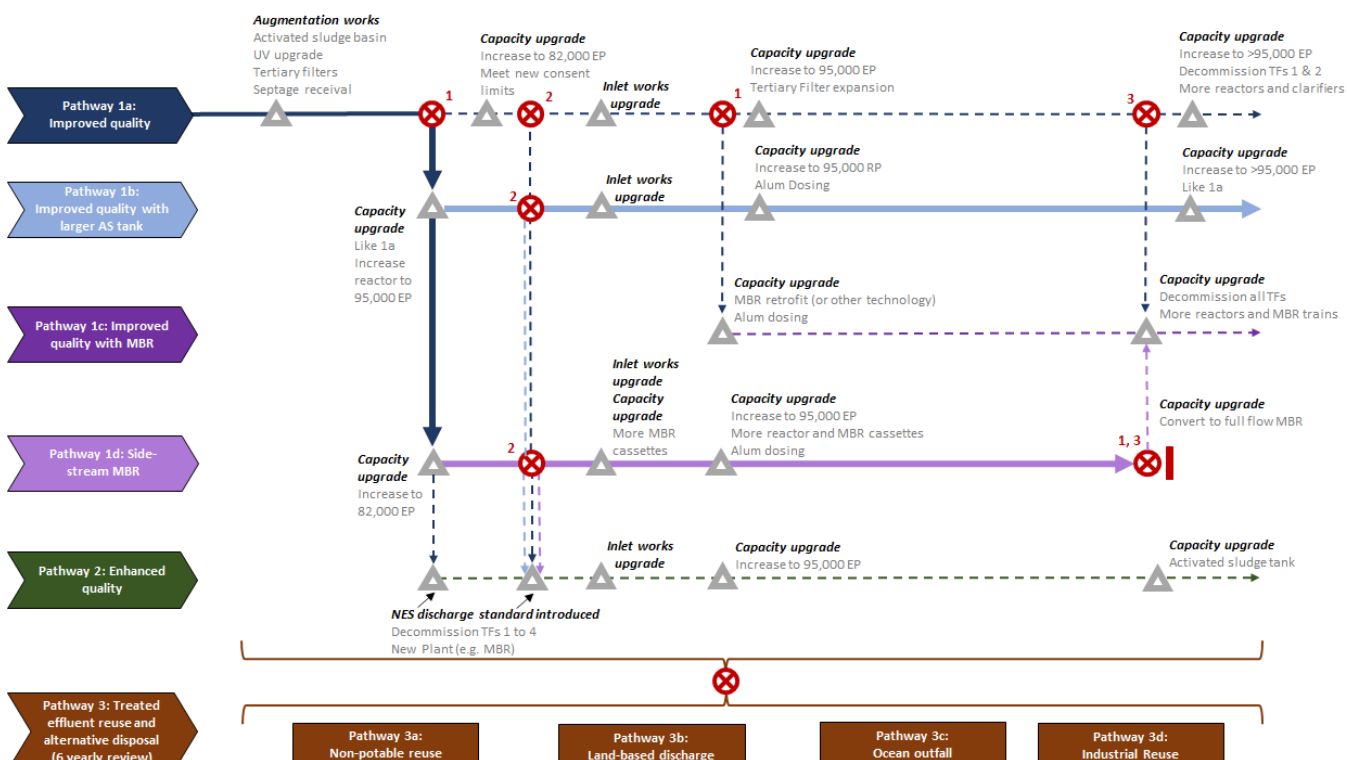 Augmentation works
Activated sludge basin
UV upgrade
Tertiary filters
Septage receival
Capacity upgrade
Increase to 82,000 EP
Meet new consent
limits
Inlet works
upgrade
Capacity upgrade
Increase to 95,000 EP
Tertiary Filter expansion
Capacity upgrade
Increase to >95,000 EP
Decommission TFs 1 & 2
More reactors and clarifiers
Pathway 1a:
Improved quality
1
2
1
3
Pathway 1b:
Improved quality with
larger AS tank
Capacity
upgrade
Like 1a
Increase
reactor to
95,000 EP
2
Inlet works
upgrade
Capacity upgrade
Increase to 95,000 RP
Alum Dosing
Capacity upgrade
Increase to >95,000 EP
Like 1a
Pathway 1c: Improved
quality with MBR
Capacity upgrade
MBR retrofit (or other technology)
Alum dosing
Capacity upgrade
Decommission all TFs
More reactors and MBR trains
Pathway 1d: Side-
stream MBR
Capacity
upgrade
Increase to
82,000 EP
2
Inlet works
upgrade
Capacity
upgrade
More MBR
cassettes
Capacity upgrade
Increase to 95,000 EP
More reactor and MBR cassettes
Alum dosing
1, 3
Capacity upgrade
Convert to full flow MBR
Pathway 2: Enhanced
quality
Inlet works
upgrade
Capacity upgrade
Increase to 95,000 EP
Capacity upgrade
Activated sludge tank
NES discharge standard introduced
Decommission TFs 1 to 4
New Plant (e.g. MBR)
Pathway 3: Treated
effluent reuse and
alternative disposal
(6 yearly review)
Pathway 3a:
Non-potable reuse
Pathway 3b:
Land-based discharge
Pathway 3c:
Ocean outfall
Pathway 3d:
Industrial Reuse